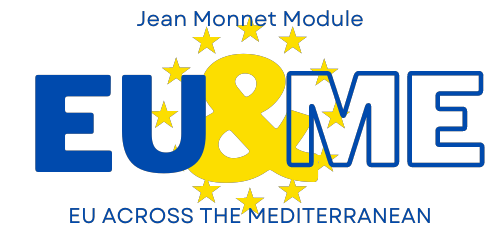 Jean Monnet Module
EU&ME
EU ACROSS THE MEDITERRANEAN